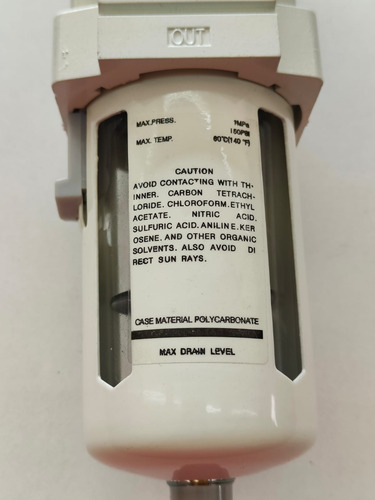 OUT
MAX.PRESS. 1MPa
150PSI
MAX. TEMP. 60℃(140 °F)
CAUTION
AVOID CONTACTING WITH TH-
INNER. CARBON TETRACH-
LORIDE. CHLOROFORM. ETHYL
ACETATE. NITRIC ACID.
SULFURIC ACID. ANILINE. KER
OSENE. AND OTHER ORGANIC
SOLVENTS. ALSO AVOID DI
RECT SUN RAYS.
CASE MATERIAL POLYCARBONATE
MAX DRAIN LEVEL